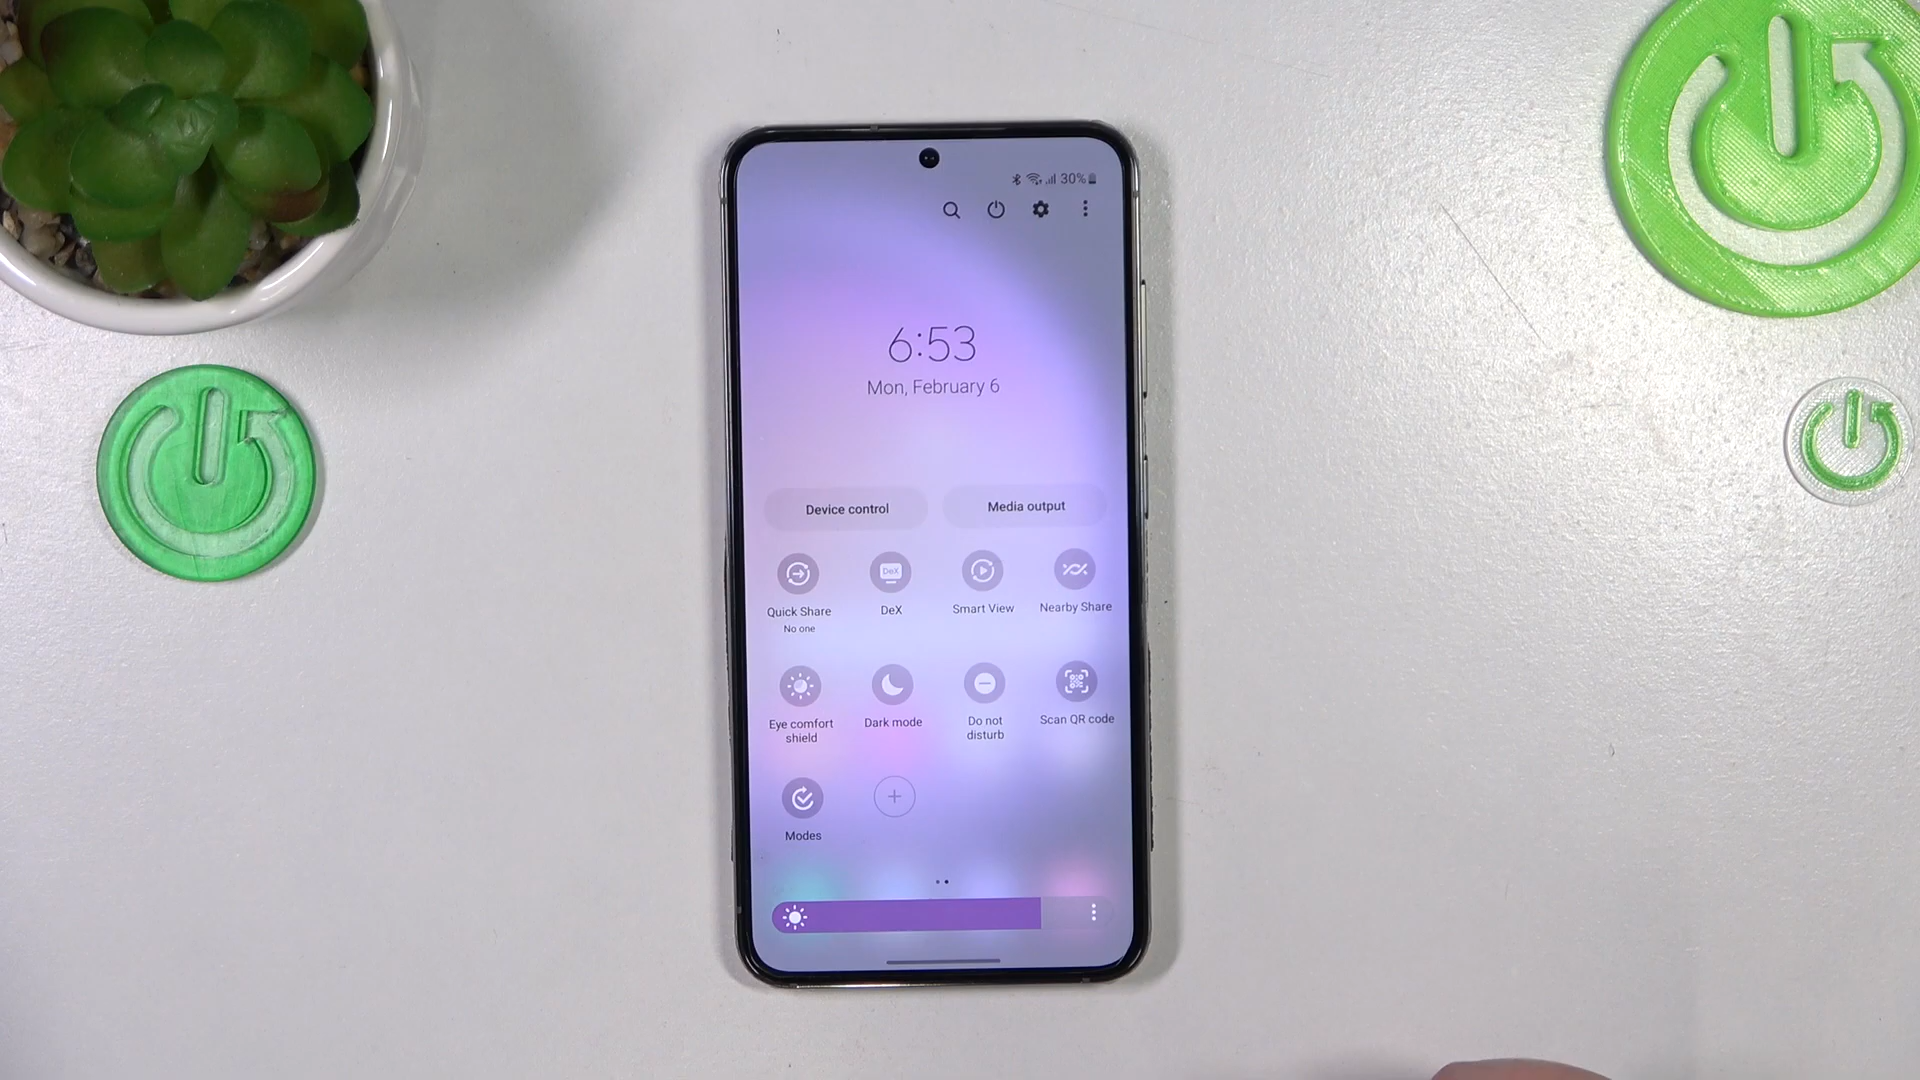 30%
6:53
Mon, February 6
Device control
Media output
DeX
Quick Share
No one
DeX
Smart View
Nearby Share
Eye comfort
shield
Dark mode
Do not
disturb
Scan QR code
Modes